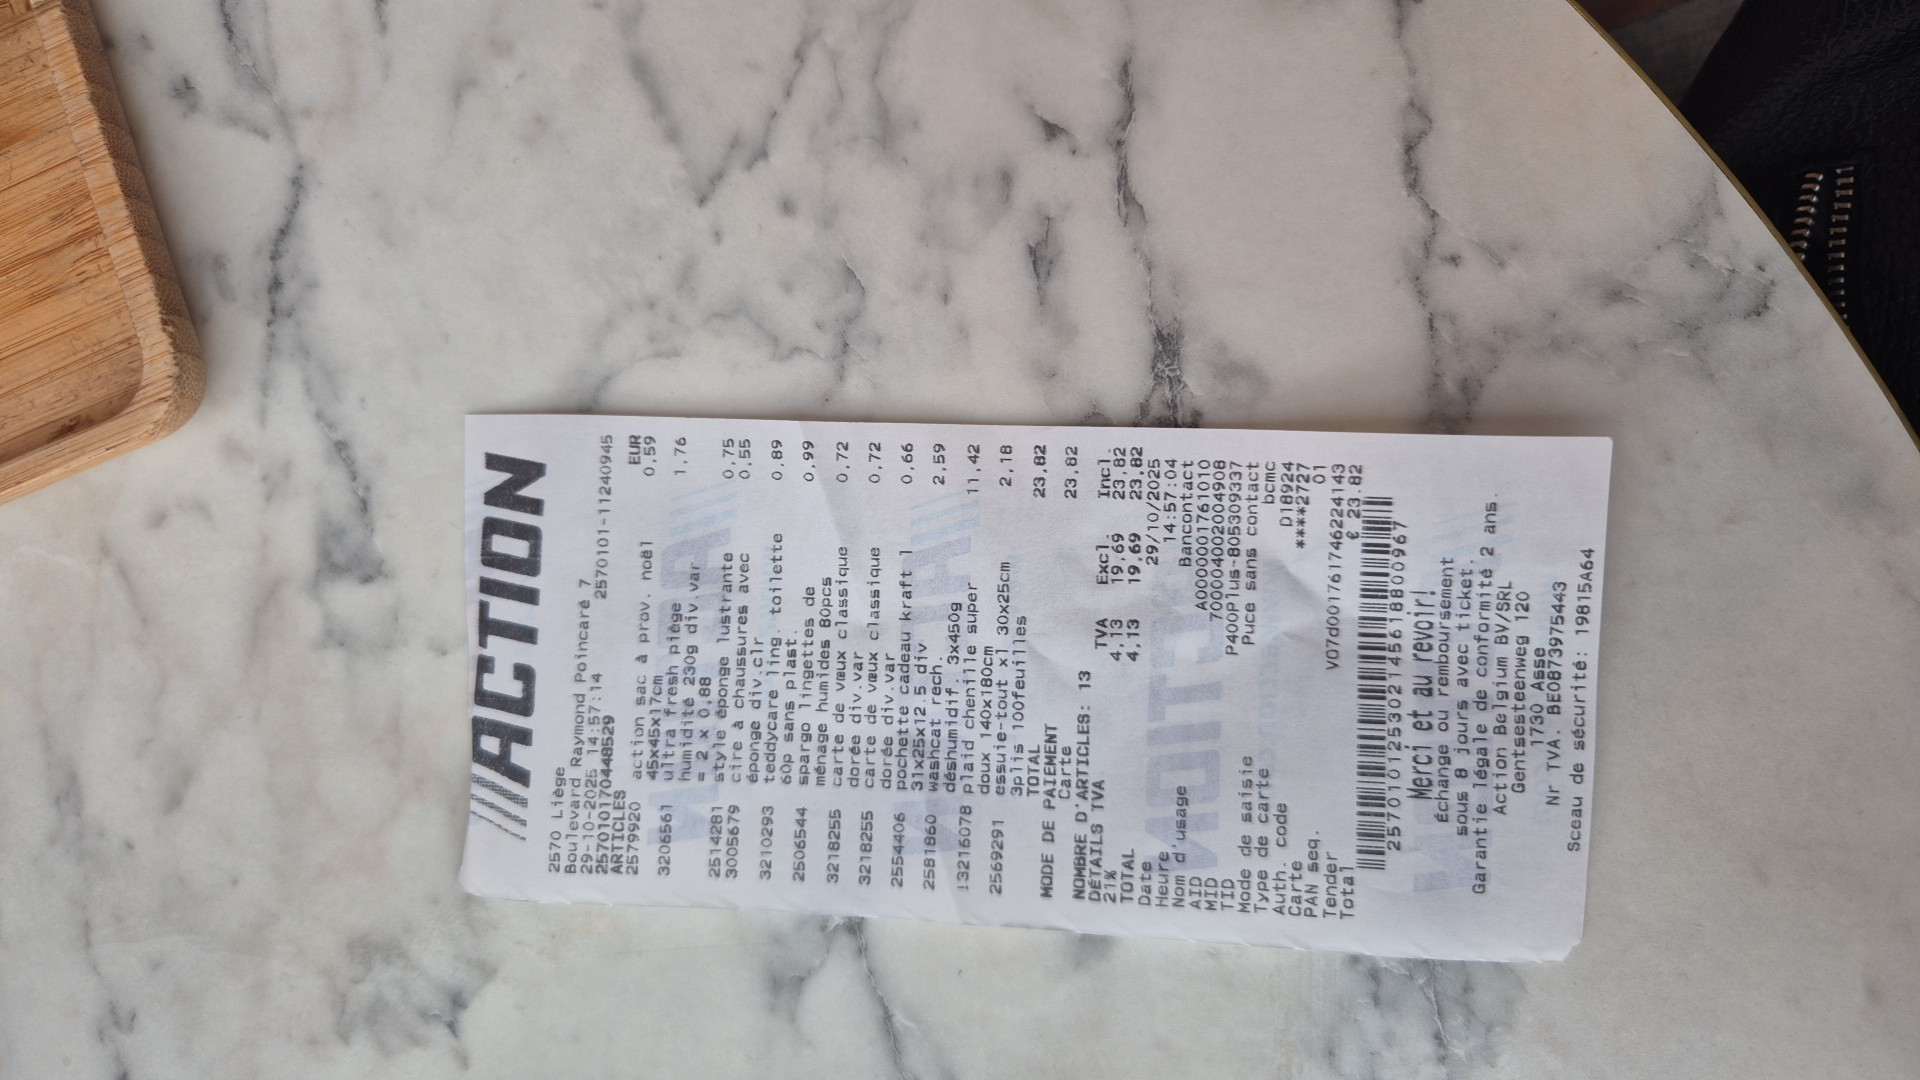 ACTION
2570 Liège
Boulevard Raymond Poincaré 7
29-10-2025 14:57:14 2570101-11240945
2570101170448529
ARTICLES EUR
2579920 action sac à prov. noël 0,59
45x45x17cm
3206561 ultra fresh piège 1,76
humidité 230g div.var
= 2 x 0,88
2514281 style éponge lustrante 0,75
3005679 cire à chaussures avec 0,55
éponge div.clr
3210293 teddycare ling. toilette 0,89
60p sans plast.
2506544 spargo lingettes de 0,99
ménage humides 80pcs
3218255 carte de vœux classique 0,72
dorée div.var
3218255 carte de vœux classique 0,72
dorée div.var
2554406 pochette cadeau kraft 0,66
31x25x12.5 div
2581860 washcat rech. 2,59
déshumidif. 3x450g
!3216078 plaid chenille super 11,42
doux 140x180cm
2569291 essuie-tout xl 30x25cm 2,18
3plis 100feuilles
TOTAL 23,82
MODE DE PAIEMENT
Carte 23,82
NOMBRE D'ARTICLES: 13
DÉTAILS TVA TVA Excl. Incl.
21% 4,13 19,69 23,82
TOTAL 4,13 19,69 23,82
Date 29/10/2025
Heure 14:57:04
Nom d'usage Bancontact
AID A0000001761010
MID 700040002004908
TID P400Plus-805309337
Mode de saisie Puce sans contact
Type de carte bcmc
Auth. code D18924
Carte ****2727
PAN seq. 01
Tender V07d0017617462241​43
Total € 23.82
2570101253021456188009​67
Merci et au revoir!
Échange ou remboursement
sous 8 jours avec ticket.
Garantie légale de conformité 2 ans.
Action Belgium BV/SRL
Gentsesteenweg 120
1730 Asse
Nr TVA. BE0873975443
Sceau de sécurité: 19815A64